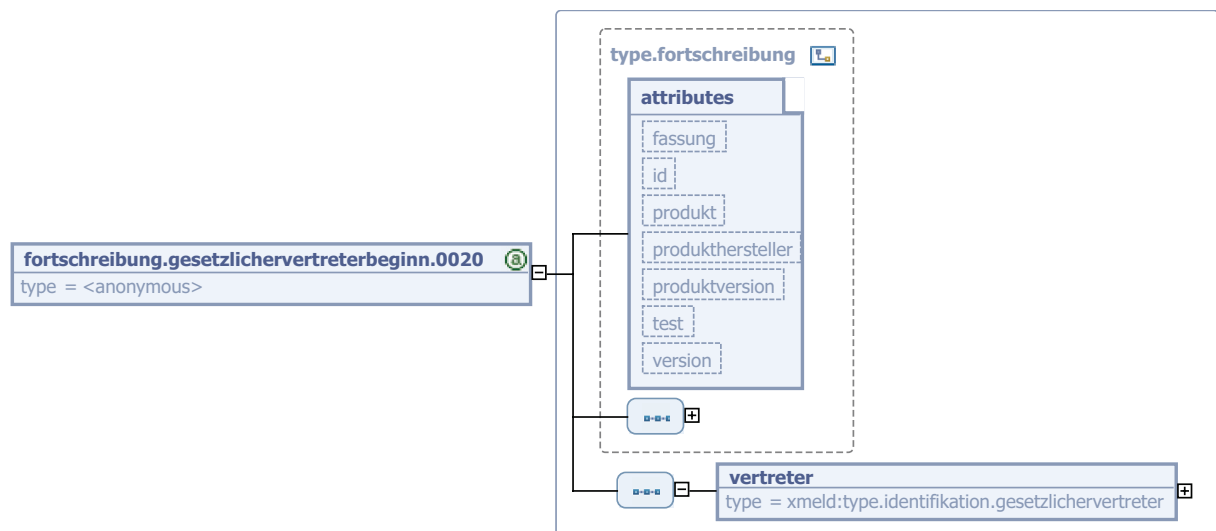 type.fortschreibung
attributes
fassung
id
produkt
produkthersteller
produktversion
test
version
fortschreibung.gesetzlichervertreterbeginn.0020 a
type = <anonymous>
vertreter
type = xmeld:type.identifikation.gesetzlichervertreter